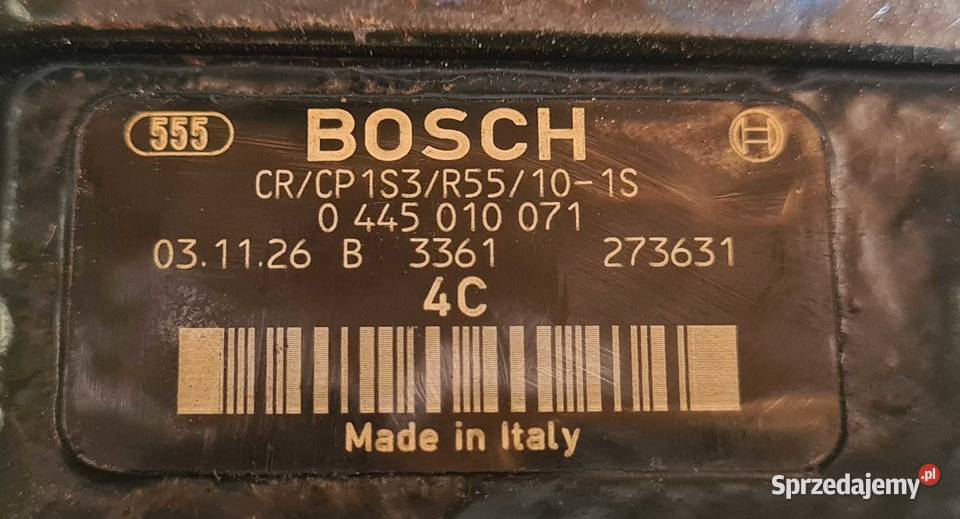 555 BOSCH
CR/CP1S3/R55/10-1S
0 445 010 071
03.11.26 B 3361 273631
4C
Made in Italy
Sprzedajemy.pl